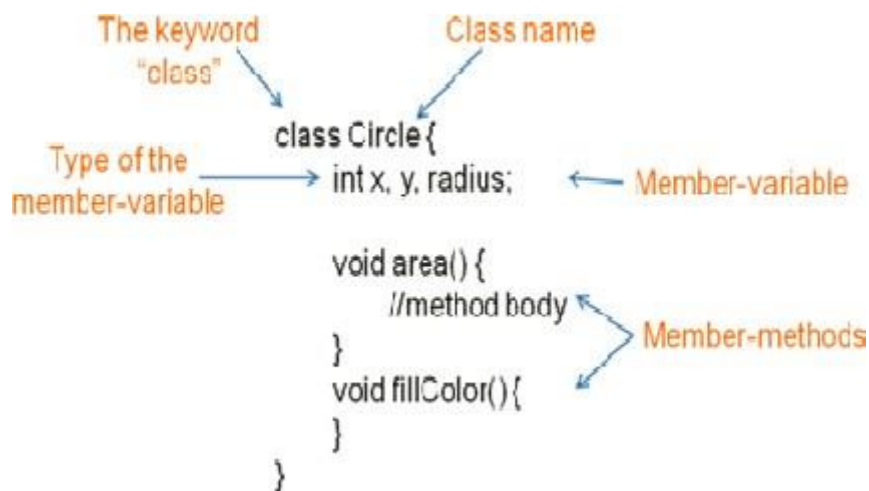 The keyword
"class"
Class name
class Circle {
Type of the
member-variable
int x, y, radius;
Member-variable
void area() {
//method body
}
Member-methods
void fillColor(){
}
}